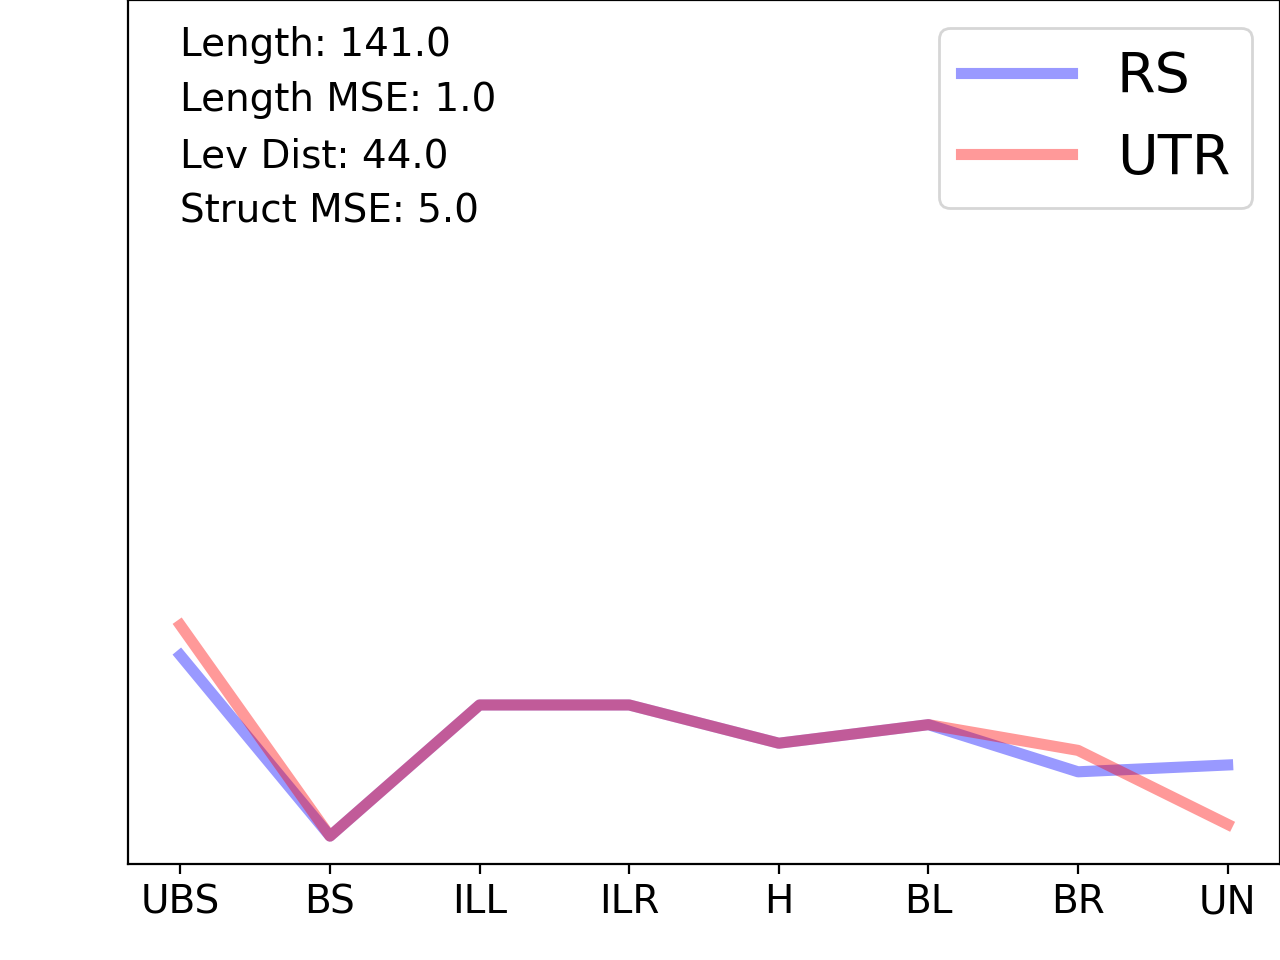 Length: 141.0
Length MSE: 1.0
Lev Dist: 44.0
Struct MSE: 5.0
RS
UTR
UBS BS ILL ILR H BL BR UN